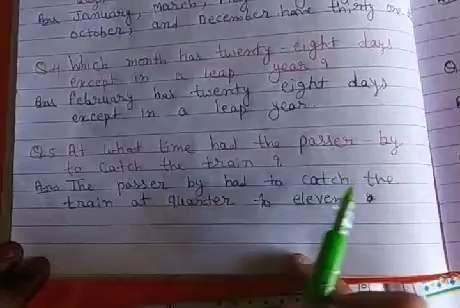 Ans January, March,
october, and December have thirty one
Q 4 Which month has twenty-eight days
except in a leap year?
Ans February has twenty eight days
except in a leap year.
Q 5 At what time had the passer by
to catch the train?
Ans The passer by had to catch the
train at quarter to eleven